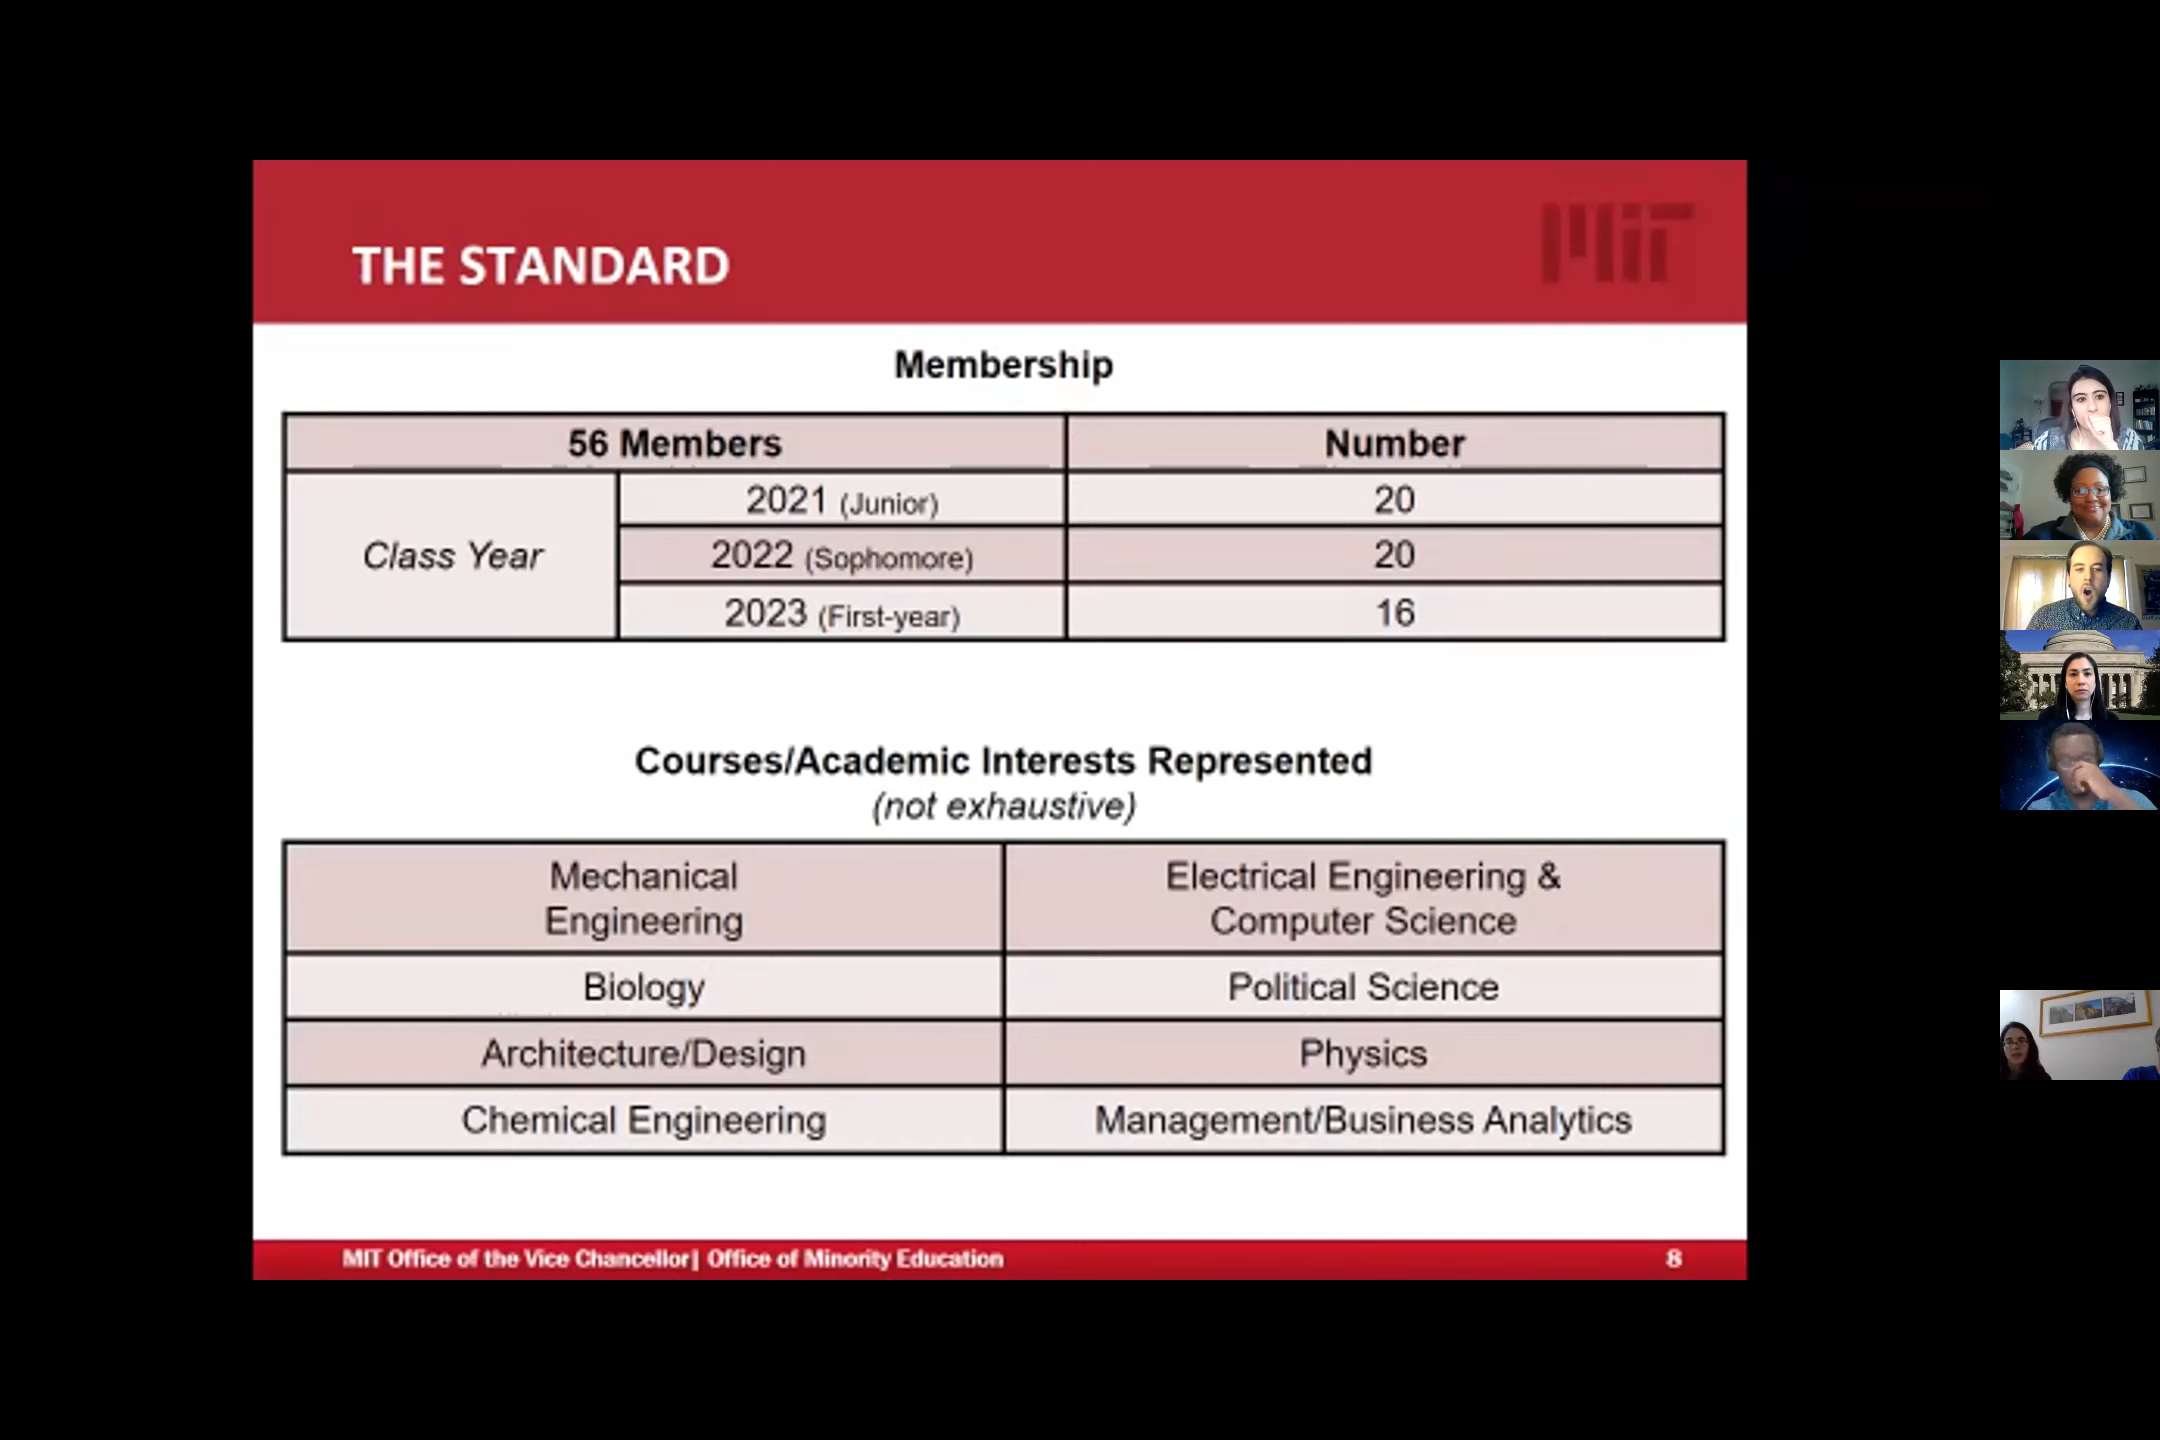 THE STANDARD
MIT
Membership
56 Members
Number
Class Year
2021 (Junior)
20
2022 (Sophomore)
20
2023 (First-year)
16
Courses/Academic Interests Represented
(not exhaustive)
Mechanical
Engineering
Electrical Engineering &
Computer Science
Biology
Political Science
Architecture/Design
Physics
Chemical Engineering
Management/Business Analytics
MIT Office of the Vice Chancellor| Office of Minority Education
8